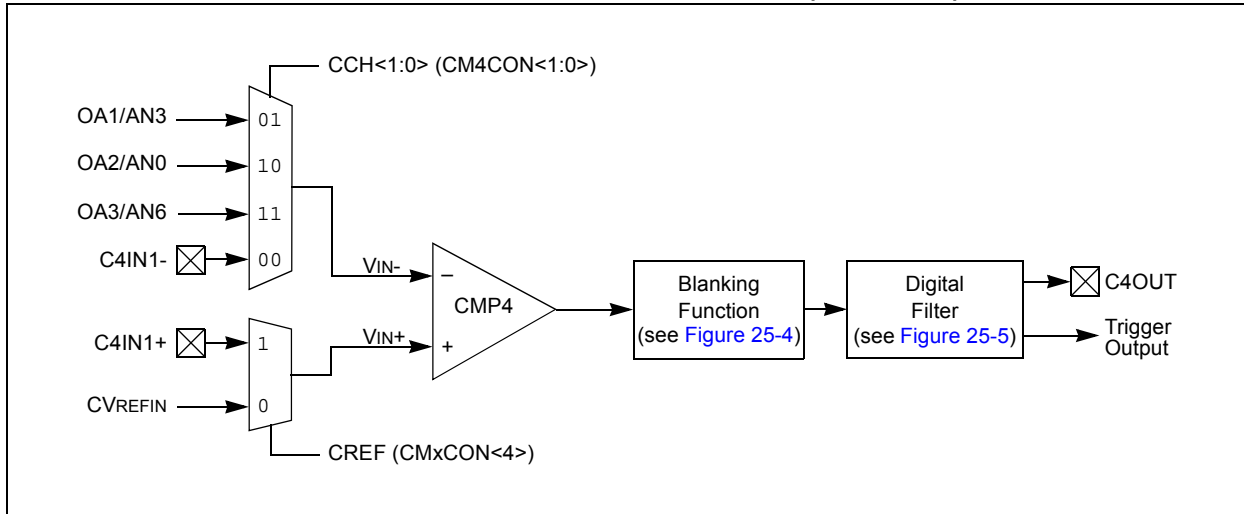 CCH<1:0> (CM4CON<1:0>)
OA1/AN3
01
OA2/AN0
10
OA3/AN6
11
C4IN1-
00
VIN-
–
CMP4
Blanking
Function
(see Figure 25-4)
Digital
Filter
(see Figure 25-5)
C4OUT
Trigger
Output
C4IN1+
1
VIN+
+
CVREFIN
0
CREF (CMxCON<4>)